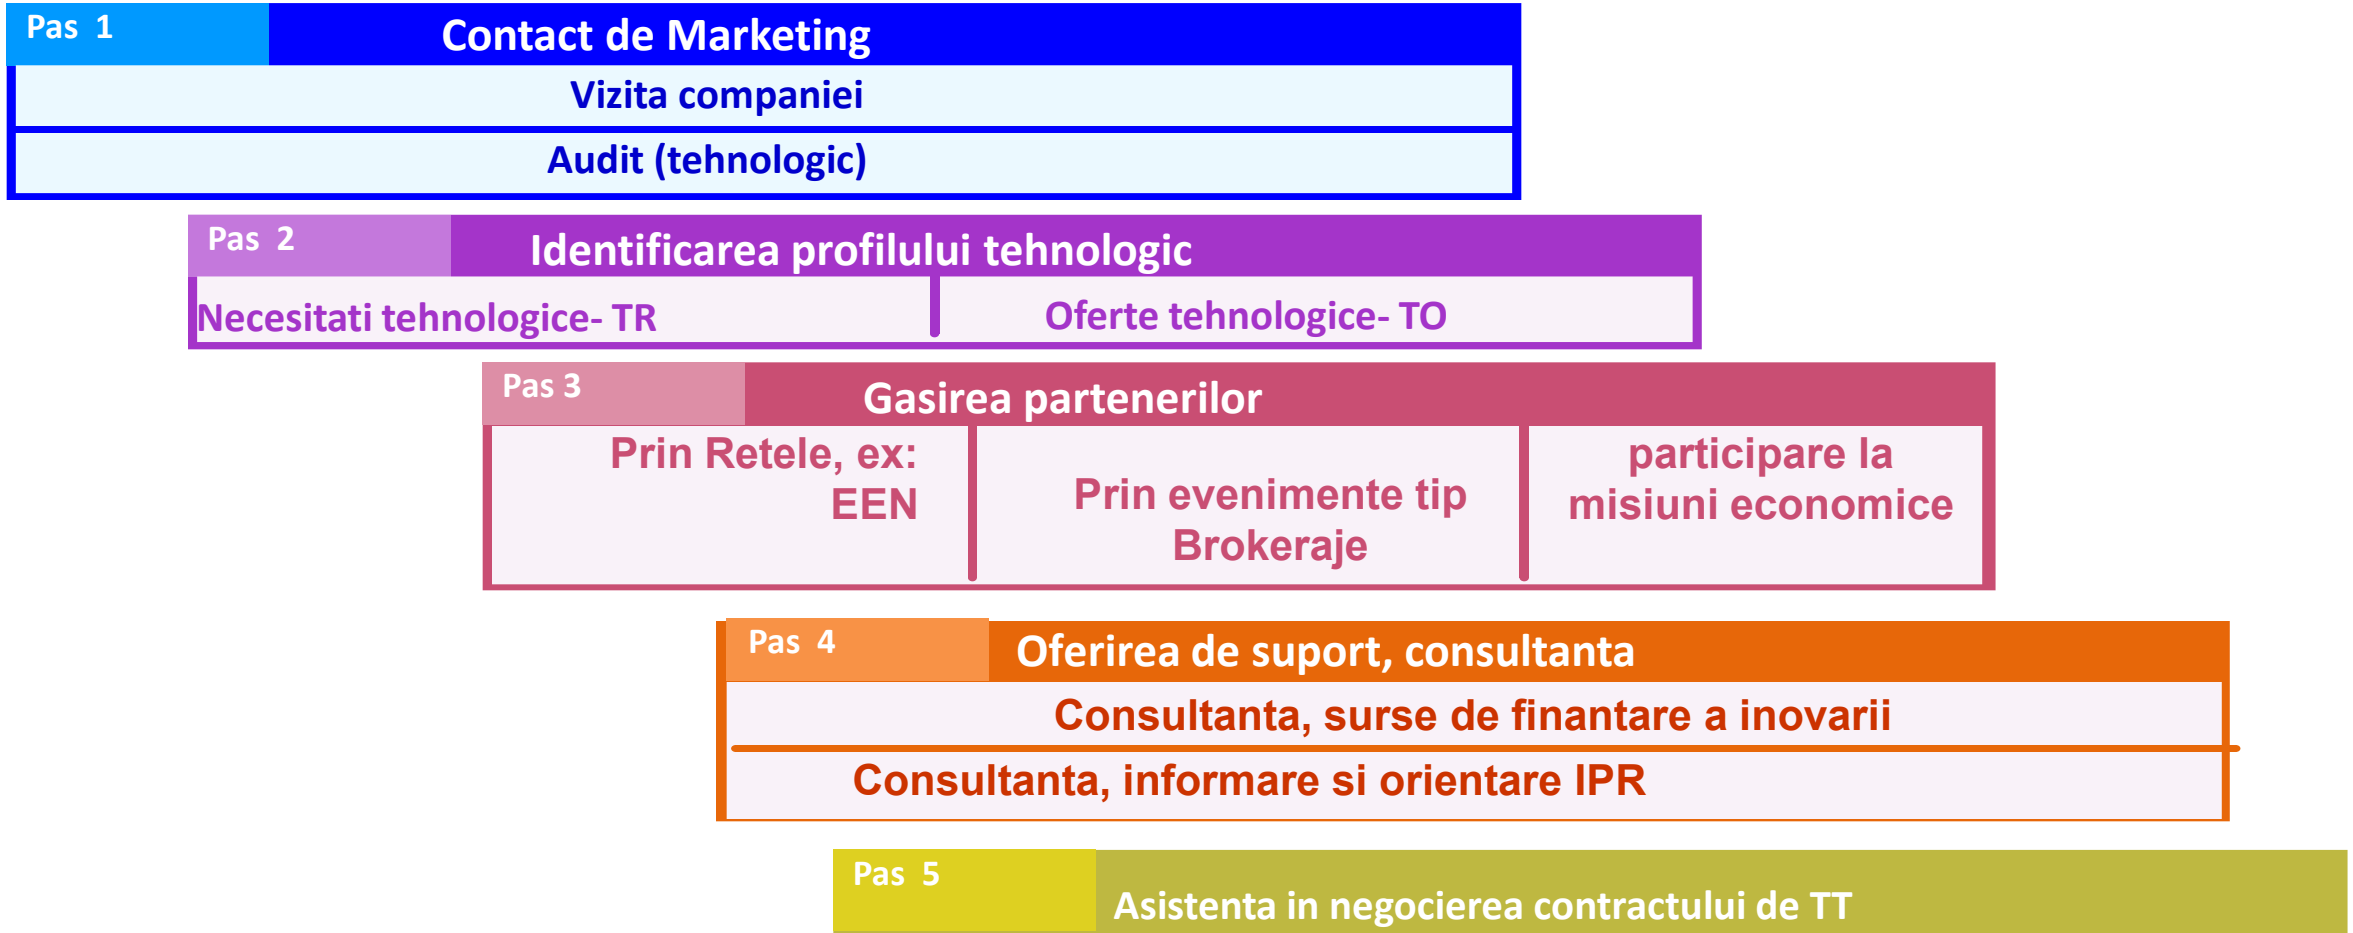 Pas 1
Contact de Marketing
Vizita companiei
Audit (tehnologic)
Pas 2
Identificarea profilului tehnologic
Necesitati tehnologice- TR
Oferte tehnologice- TO
Pas 3
Gasirea partenerilor
Prin Retele, ex:
EEN
Prin evenimente tip
Brokeraje
participare la
misiuni economice
Pas 4
Oferirea de suport, consultanta
Consultanta, surse de finantare a inovarii
Consultanta, informare si orientare IPR
Pas 5
Asistenta in negocierea contractului de TT